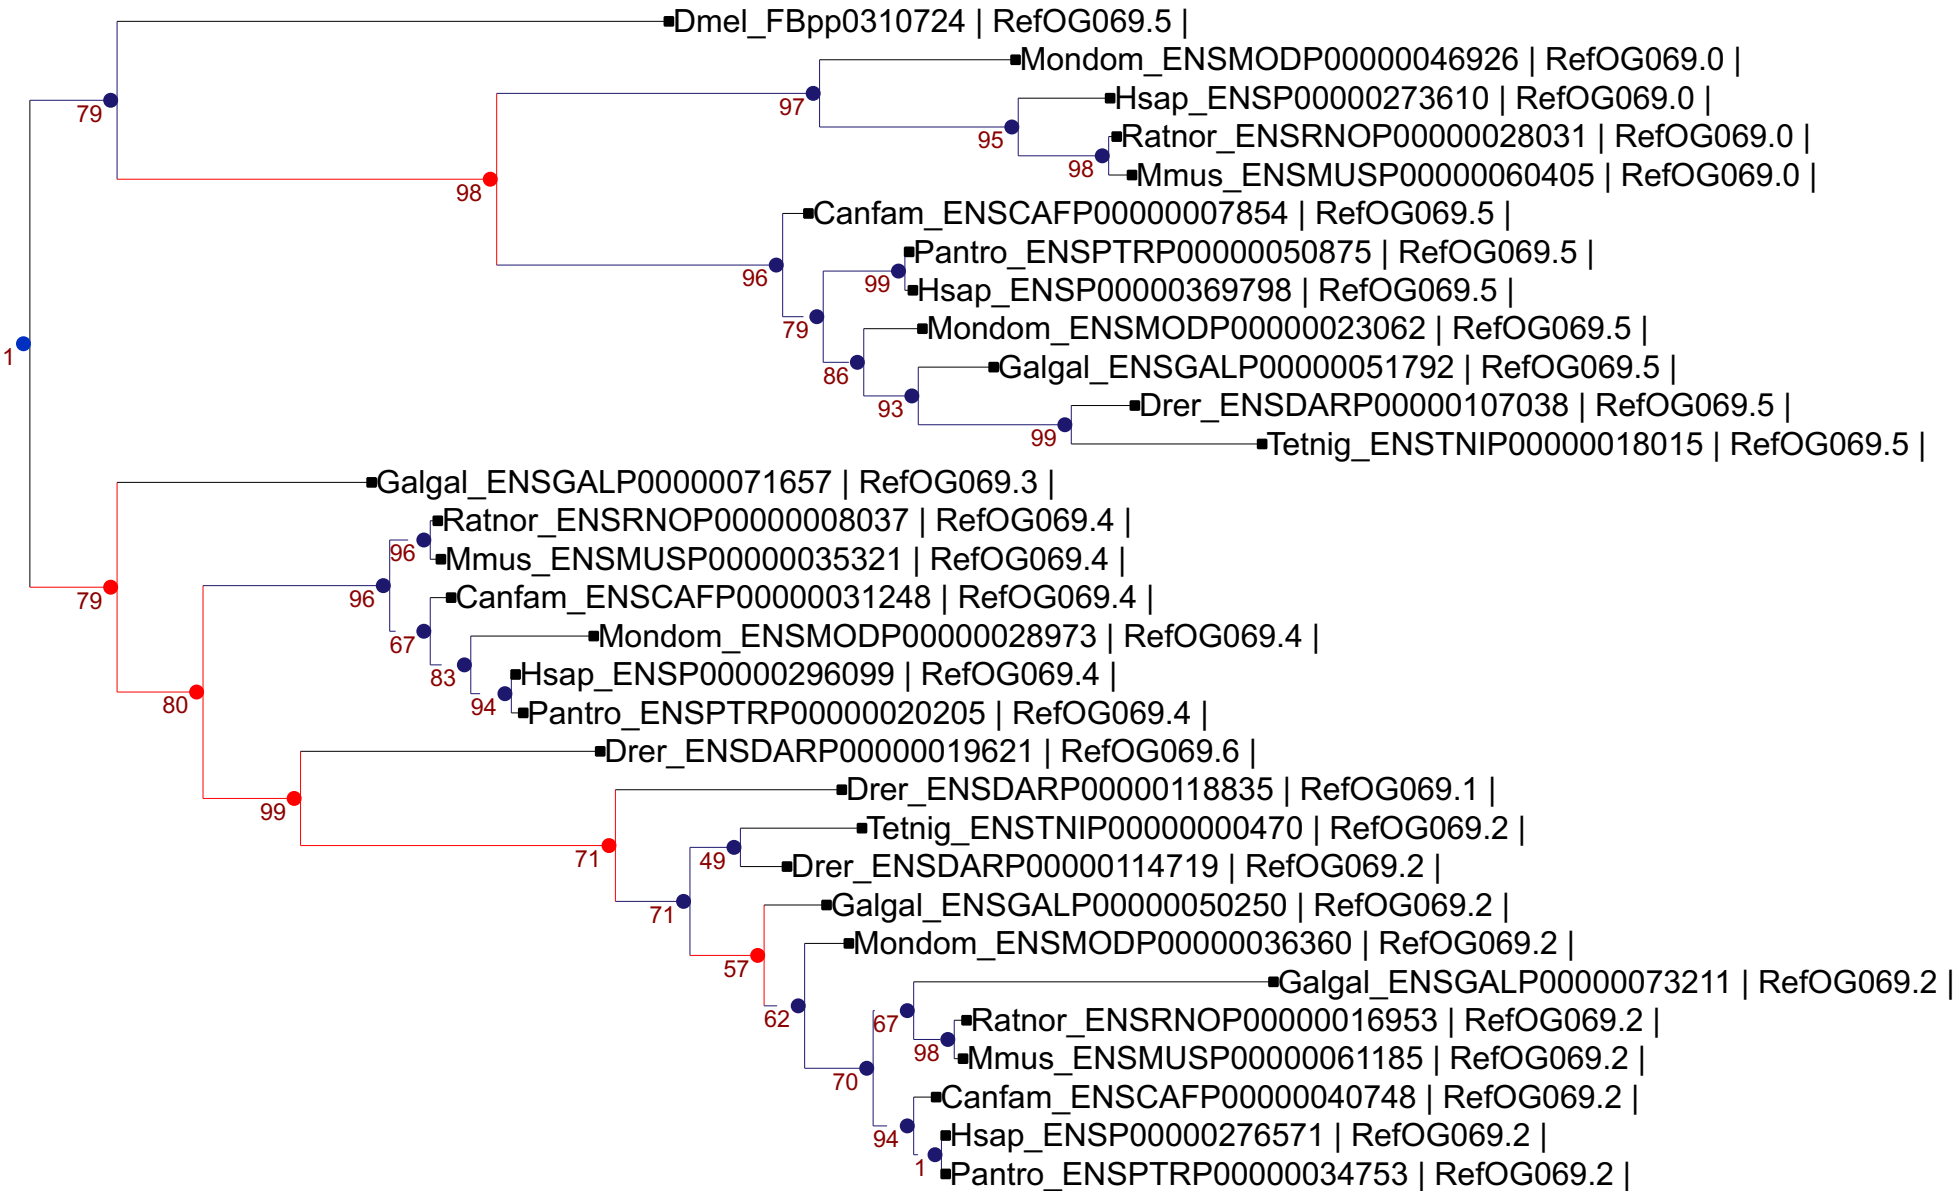 Dmel_FBpp0310724 | RefOG069.5 |
Mondom_ENSMODP00000046926 | RefOG069.0 |
97
Hsap_ENSP00000273610 | RefOG069.0 |
79
95
Ratnor_ENSRNOP00000028031 | RefOG069.0 |
98
Mmus_ENSMUSP00000060405 | RefOG069.0 |
98
Canfam_ENSCAFP00000007854 | RefOG069.5 |
Pantro_ENSPTRP00000050875 | RefOG069.5 |
96
99
Hsap_ENSP00000369798 | RefOG069.5 |
79
Mondom_ENSMODP00000023062 | RefOG069.5 |
1
86
Galgal_ENSGALP00000051792 | RefOG069.5 |
93
Drer_ENSDARP00000107038 | RefOG069.5 |
99
Tetnig_ENSTNIP00000018015 | RefOG069.5 |
Galgal_ENSGALP00000071657 | RefOG069.3 |
Ratnor_ENSRNOP00000008037 | RefOG069.4 |
96
Mmus_ENSMUSP00000035321 | RefOG069.4 |
79
96
Canfam_ENSCAFP00000031248 | RefOG069.4 |
67
Mondom_ENSMODP00000028973 | RefOG069.4 |
83
Hsap_ENSP00000296099 | RefOG069.4 |
80
94
Pantro_ENSPTRP00000020205 | RefOG069.4 |
Drer_ENSDARP00000019621 | RefOG069.6 |
99
Drer_ENSDARP00000118835 | RefOG069.1 |
Tetnig_ENSTNIP00000000470 | RefOG069.2 |
71
49
Drer_ENSDARP00000114719 | RefOG069.2 |
71
Galgal_ENSGALP00000050250 | RefOG069.2 |
Mondom_ENSMODP00000036360 | RefOG069.2 |
57
Galgal_ENSGALP00000073211 | RefOG069.2 |
62
67
Ratnor_ENSRNOP00000016953 | RefOG069.2 |
98
Mmus_ENSMUSP00000061185 | RefOG069.2 |
70
Canfam_ENSCAFP00000040748 | RefOG069.2 |
94
Hsap_ENSP00000276571 | RefOG069.2 |
1
Pantro_ENSPTRP00000034753 | RefOG069.2 |